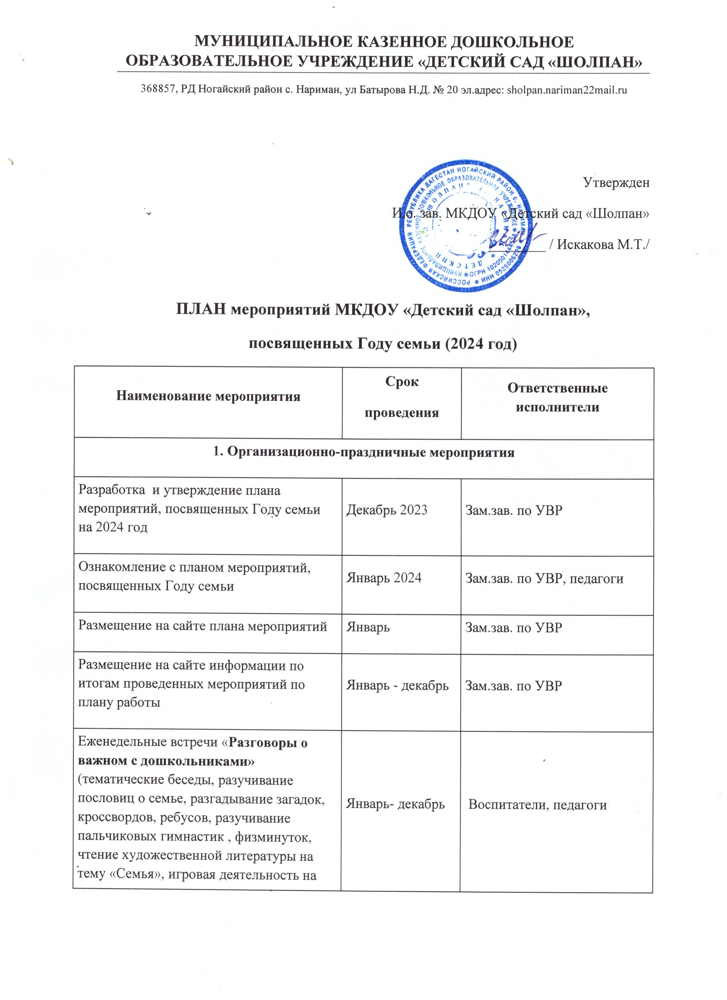 МУНИЦИПАЛЬНОЕ КАЗЕННОЕ ДОШКОЛЬНОЕ
ОБРАЗОВАТЕЛЬНОЕ УЧРЕЖДЕНИЕ «ДЕТСКИЙ САД «ШОЛПАН»
368857, РД Ногайский район с. Нариман, ул Батырова Н.Д. № 20 эл.адрес: sholpan.nariman22mail.ru
Утвержден
И.о. зав. МКДОУ «Детский сад «Шолпан»
/ Искакова М.Т./
РОССИЙСКАЯ ФЕДЕРАЦИЯ РЕСПУБЛИКА ДАГЕСТАН НОГАЙСКИЙ РАЙОН С. НАРИМАН
* ИНН 0525006228 *
МУНИЦИПАЛЬНОЕ КАЗЕННОЕ ДОШКОЛЬНОЕ ОБРАЗОВАТЕЛЬНОЕ УЧРЕЖДЕНИЕ
ДЕТСКИЙ
ШОЛПАН"
ПЛАН мероприятий МКДОУ «Детский сад «Шолпан»,
посвященных Году семьи (2024 год)
Наименование мероприятия
Срок
проведения
Ответственные
исполнители
1. Организационно-праздничные мероприятия
Разработка и утверждение плана
мероприятий, посвященных Году семьи
на 2024 год
Декабрь 2023
Зам.зав. по УВР
Ознакомление с планом мероприятий,
посвященных Году семьи
Январь 2024
Зам.зав. по УВР, педагоги
Размещение на сайте плана мероприятий
Январь
Зам.зав. по УВР
Размещение на сайте информации по
итогам проведенных мероприятий по
плану работы
Январь - декабрь
Зам.зав. по УВР
Еженедельные встречи «Разговоры о
важном с дошкольниками»
(тематические беседы, разучивание
пословиц о семье, разгадывание загадок,
кроссвордов, ребусов, разучивание
пальчиковых гимнастик , физминуток,
чтение художественной литературы на
тему «Семья», игровая деятельность на
Январь- декабрь
Воспитатели, педагоги